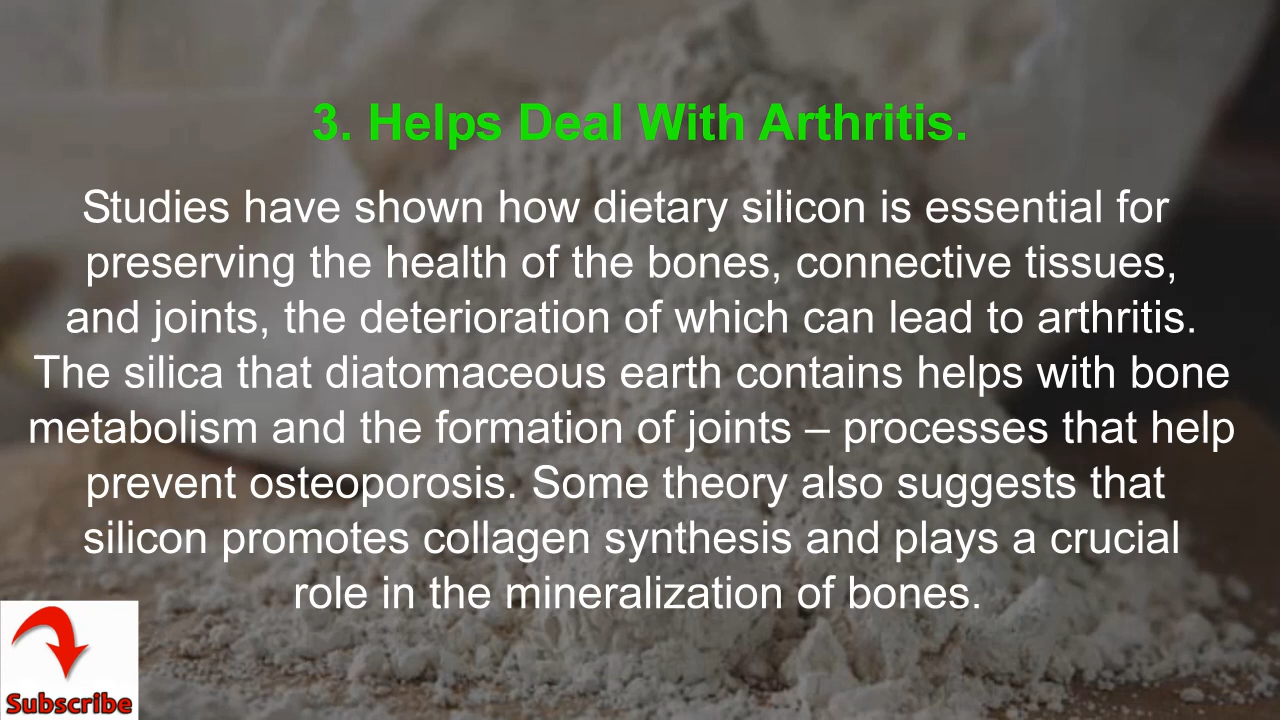 3. Helps Deal With Arthritis.
Studies have shown how dietary silicon is essential for
preserving the health of the bones, connective tissues,
and joints, the deterioration of which can lead to arthritis.
The silica that diatomaceous earth contains helps with bone
metabolism and the formation of joints – processes that help
prevent osteoporosis. Some theory also suggests that
silicon promotes collagen synthesis and plays a crucial
role in the mineralization of bones.
Subscribe